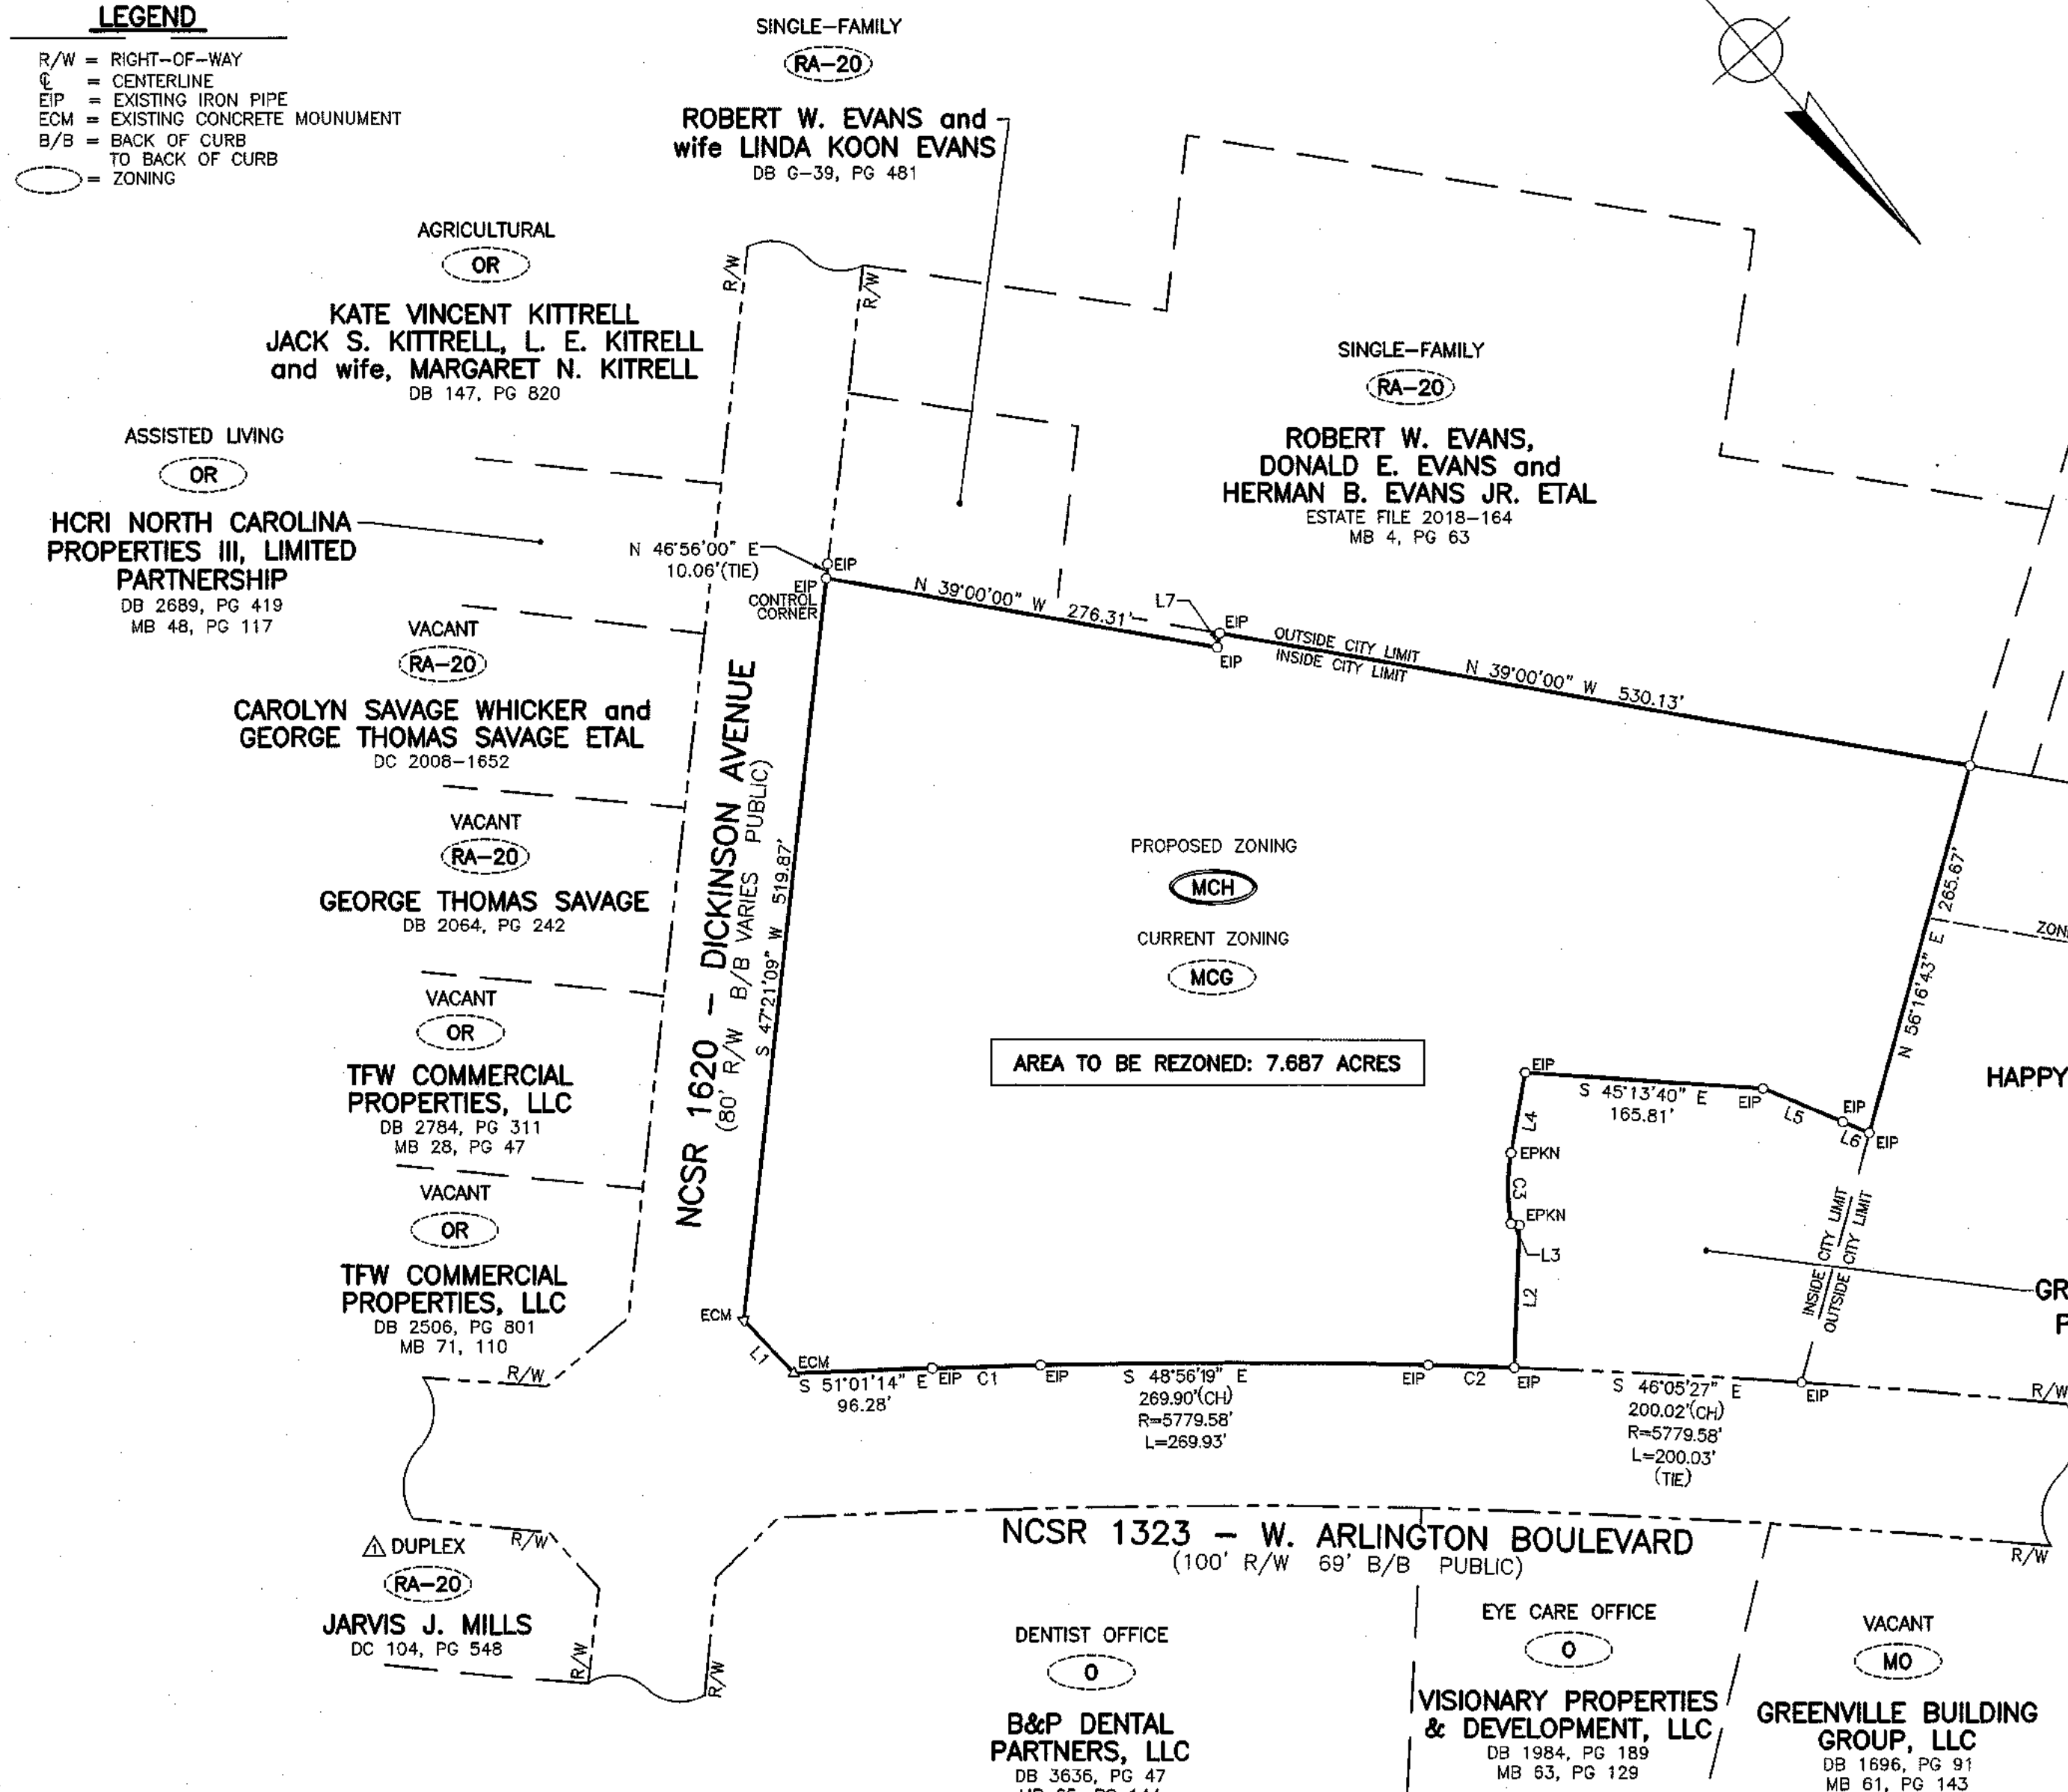 LEGEND
R/W = RIGHT-OF-WAY
℄ = CENTERLINE
EIP = EXISTING IRON PIPE
ECM = EXISTING CONCRETE MOUNUMENT
B/B = BACK OF CURB
TO BACK OF CURB
= ZONING
SINGLE-FAMILY
RA-20
ROBERT W. EVANS and
wife LINDA KOON EVANS
DB G-39, PG 481
AGRICULTURAL
OR
KATE VINCENT KITTRELL
JACK S. KITTRELL, L. E. KITRELL
and wife, MARGARET N. KITRELL
DB 147, PG 820
R/W
R/W
SINGLE-FAMILY
RA-20
ROBERT W. EVANS,
DONALD E. EVANS and
HERMAN B. EVANS JR. ETAL
ESTATE FILE 2018-164
MB 4, PG 63
ASSISTED LIVING
OR
HCRI NORTH CAROLINA
PROPERTIES III, LIMITED
PARTNERSHIP
DB 2689, PG 419
MB 48, PG 117
N 46°56'00" E
10.06'(TIE)
EIP
EIP
CONTROL
CORNER
N 39°00'00" W 276.31'
L7
EIP
EIP
OUTSIDE CITY LIMIT
INSIDE CITY LIMIT
N 39°00'00" W 530.13'
VACANT
RA-20
CAROLYN SAVAGE WHICKER and
GEORGE THOMAS SAVAGE ETAL
DC 2008-1652
VACANT
RA-20
GEORGE THOMAS SAVAGE
DB 2064, PG 242
NCSR 1620 - DICKINSON AVENUE
(80' R/W B/B VARIES PUBLIC)
S 47°21'09" W 519.87'
PROPOSED ZONING
MCH
CURRENT ZONING
MCG
AREA TO BE REZONED: 7.687 ACRES
N 56°16'43" E 265.67'
ZON
HAPPY
VACANT
OR
TFW COMMERCIAL
PROPERTIES, LLC
DB 2784, PG 311
MB 28, PG 47
EIP
S 45°13'40" E
165.81'
EIP
L5
EIP
L6
EIP
L4
EPKN
C3
EPKN
L3
L2
INSIDE CITY LIMIT
OUTSIDE CITY LIMIT
GR
P
VACANT
OR
TFW COMMERCIAL
PROPERTIES, LLC
DB 2506, PG 801
MB 71, 110
R/W
ECM
L1
ECM
S 51°01'14" E
96.28'
EIP
C1
EIP
S 48°56'19" E
269.90'(CH)
R=5779.58'
L=269.93'
EIP
C2
EIP
S 46°05'27" E
200.02'(CH)
R=5779.58'
L=200.03'
(TIE)
EIP
R/W
NCSR 1323 - W. ARLINGTON BOULEVARD
(100' R/W 69' B/B PUBLIC)
R/W
R/W
1 DUPLEX
RA-20
JARVIS J. MILLS
DC 104, PG 548
R/W
R/W
DENTIST OFFICE
O
B&P DENTAL
PARTNERS, LLC
DB 3636, PG 47
EYE CARE OFFICE
O
VISIONARY PROPERTIES
& DEVELOPMENT, LLC
DB 1984, PG 189
MB 63, PG 129
VACANT
MO
GREENVILLE BUILDING
GROUP, LLC
DB 1696, PG 91
MB 61, PG 143